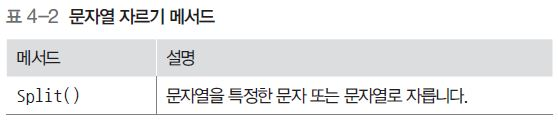 표 4-2 문자열 자르기 메서드
메서드 설명
Split() 문자열을 특정한 문자 또는 문자열로 자릅니다.